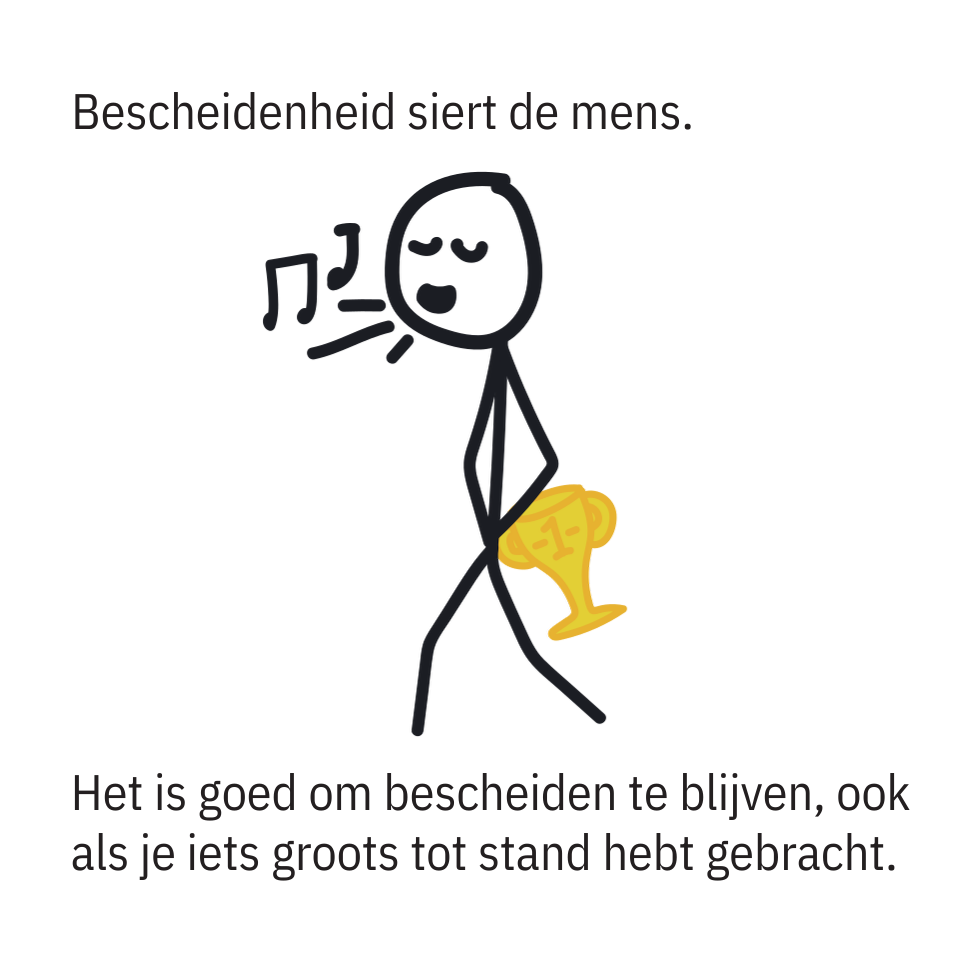 Bescheidenheid siert de mens.
-1-
Het is goed om bescheiden te blijven, ook
als je iets groots tot stand hebt gebracht.